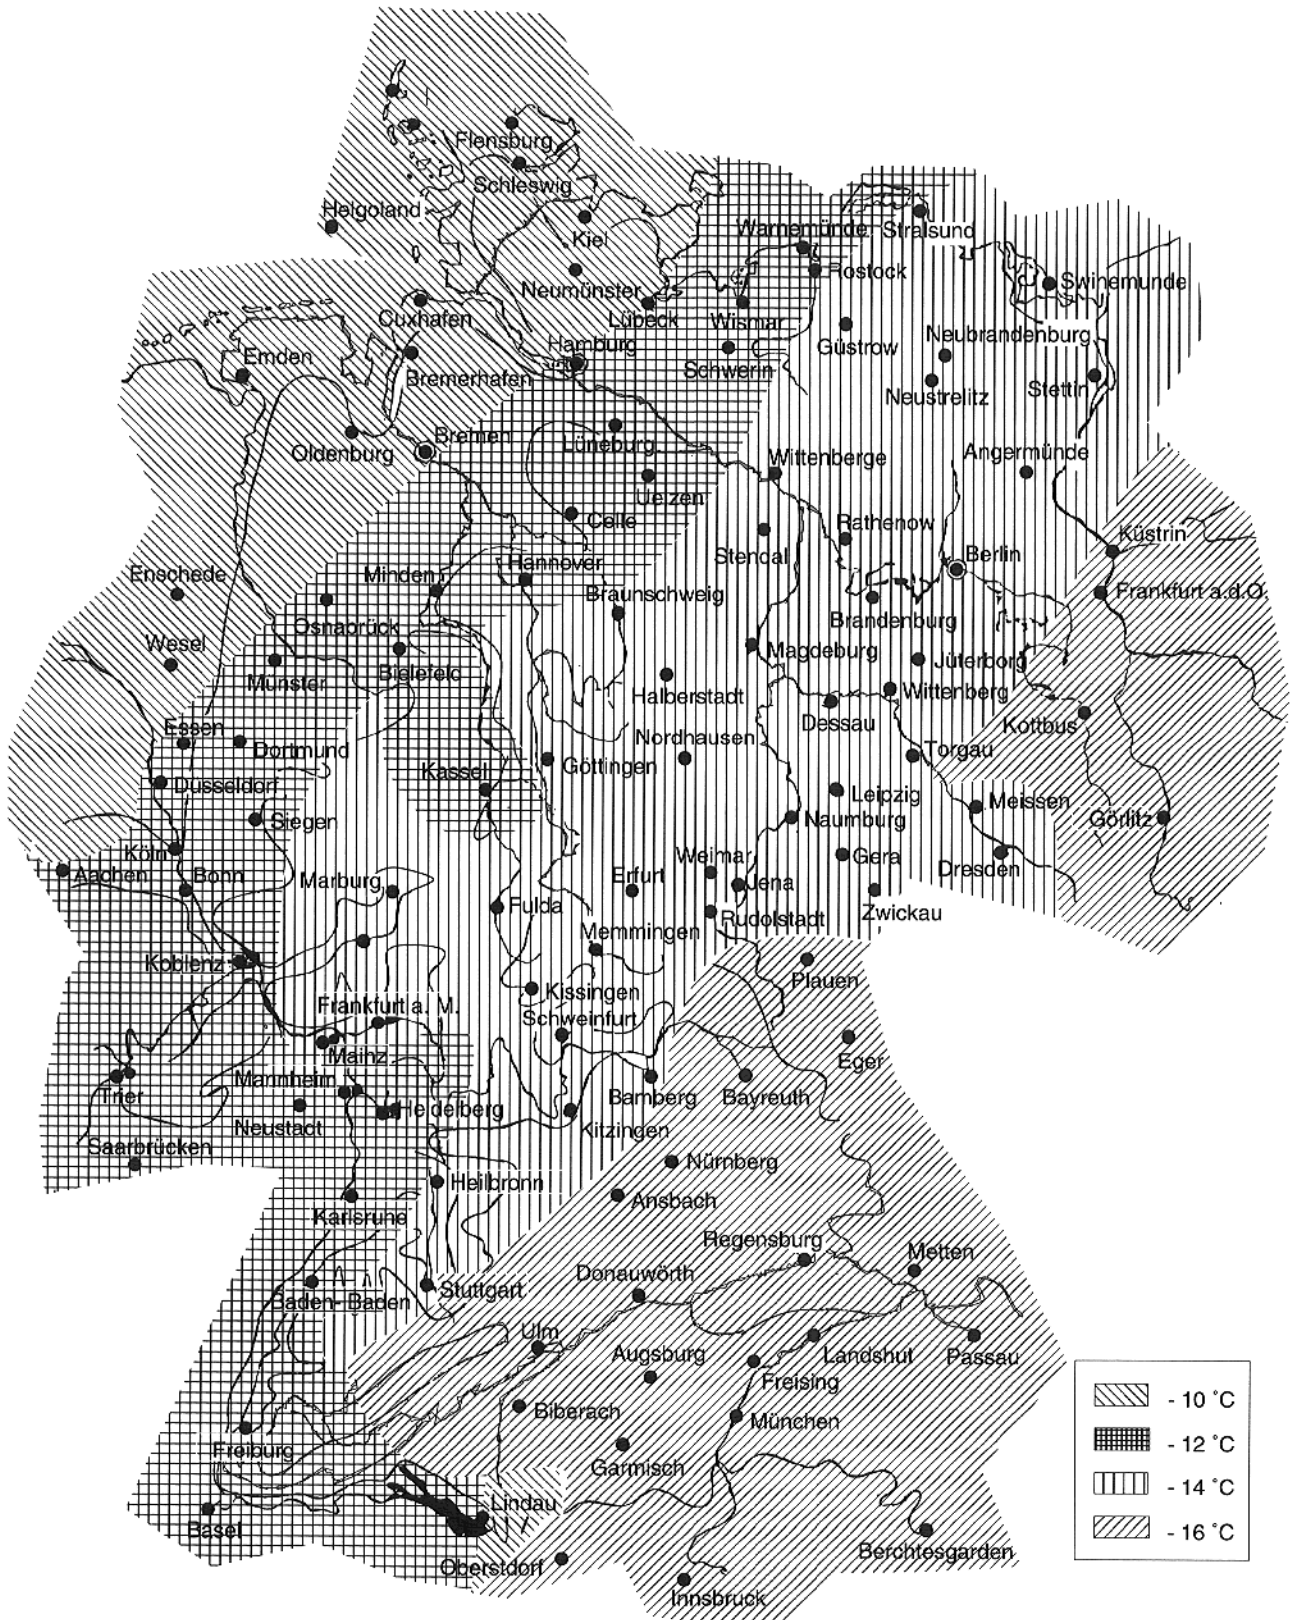 Flensburg
Schleswig
Helgoland
Kiel
Warnemünde
Stralsund
Rostock
Swinemunde
Neumünster
Cuxhafen
Lübeck
Wismar
Neubrandenburg
Hamburg
Güstrow
Emden
Bremerhafen
Schwerin
Neustrelitz
Stettin
Oldenburg
Bremen
Lüneburg
Wittenberge
Angermünde
Uelzen
Celle
Rathenow
Küstrin
Stendal
Berlin
Enschede
Minden
Hannover
Braunschweig
Frankfurt a.d.O.
Osnabrück
Brandenburg
Wesel
Magdeburg
Jüterborg
Münster
Bielefeld
Halberstadt
Wittenberg
Dessau
Kottbus
Essen
Dortmund
Nordhausen
Torgau
Kassel
Göttingen
Düsseldorf
Leipzig
Meissen
Siegen
Naumburg
Görlitz
Köln
Weimar
Gera
Aachen
Bonn
Marburg
Erfurt
Jena
Dresden
Fulda
Rudolstadt
Zwickau
Memmingen
Koblenz
Plauen
Kissingen
Frankfurt a. M.
Schweinfurt
Mainz
Eger
Mannheim
Trier
Bamberg
Bayreuth
Heidelberg
Neustadt
Kitzingen
Saarbrücken
Nürnberg
Heilbronn
Ansbach
Karlsruhe
Regensburg
Metten
Donauwörth
Baden-Baden
Stuttgart
Ulm
Augsburg
Landshut
Passau
Freising
Biberach
München
Freiburg
Garmisch
Lindau
Basel
Oberstdorf
Berchtesgarden
Innsbruck
- 10 °C
- 12 °C
- 14 °C
- 16 °C